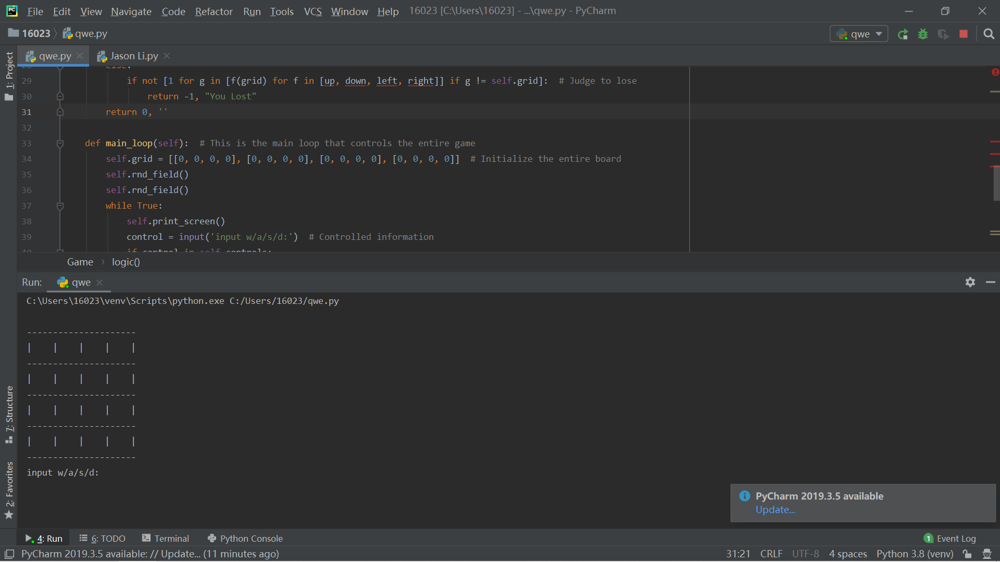 File Edit View Navigate Code Refactor Run Tools VCS Window Help 16023 [C:\Users\16023] - ...\qwe.py - PyCharm
16023 qwe.py
qwe
qwe.py Jason Li.py
1: Project
28 else:
29 if not [1 for g in [f(grid) for f in [up, down, left, right]] if g != self.grid]: # Judge to lose
30 return -1, "You Lost"
31 return 0, ''
32
33 def main_loop(self): # This is the main loop that controls the entire game
34 self.grid = [[0, 0, 0, 0], [0, 0, 0, 0], [0, 0, 0, 0], [0, 0, 0, 0]] # Initialize the entire board
35 self.rnd_field()
36 self.rnd_field()
37 while True:
38 self.print_screen()
39 control = input('input w/a/s/d:') # Controlled information
40 if control in self.controls:
Game › logic()
Run: qwe
C:\Users\16023\venv\Scripts\python.exe C:/Users/16023/qwe.py
---------------------
|    |    |    |    |
---------------------
|    |    |    |    |
---------------------
|    |    |    |    |
---------------------
|    |    |    |    |
---------------------
input w/a/s/d:
7: Structure
2: Favorites
PyCharm 2019.3.5 available
Update...
4: Run 6: TODO Terminal Python Console 1 Event Log
PyCharm 2019.3.5 available: // Update... (11 minutes ago) 31:21 CRLF UTF-8 4 spaces Python 3.8 (venv)